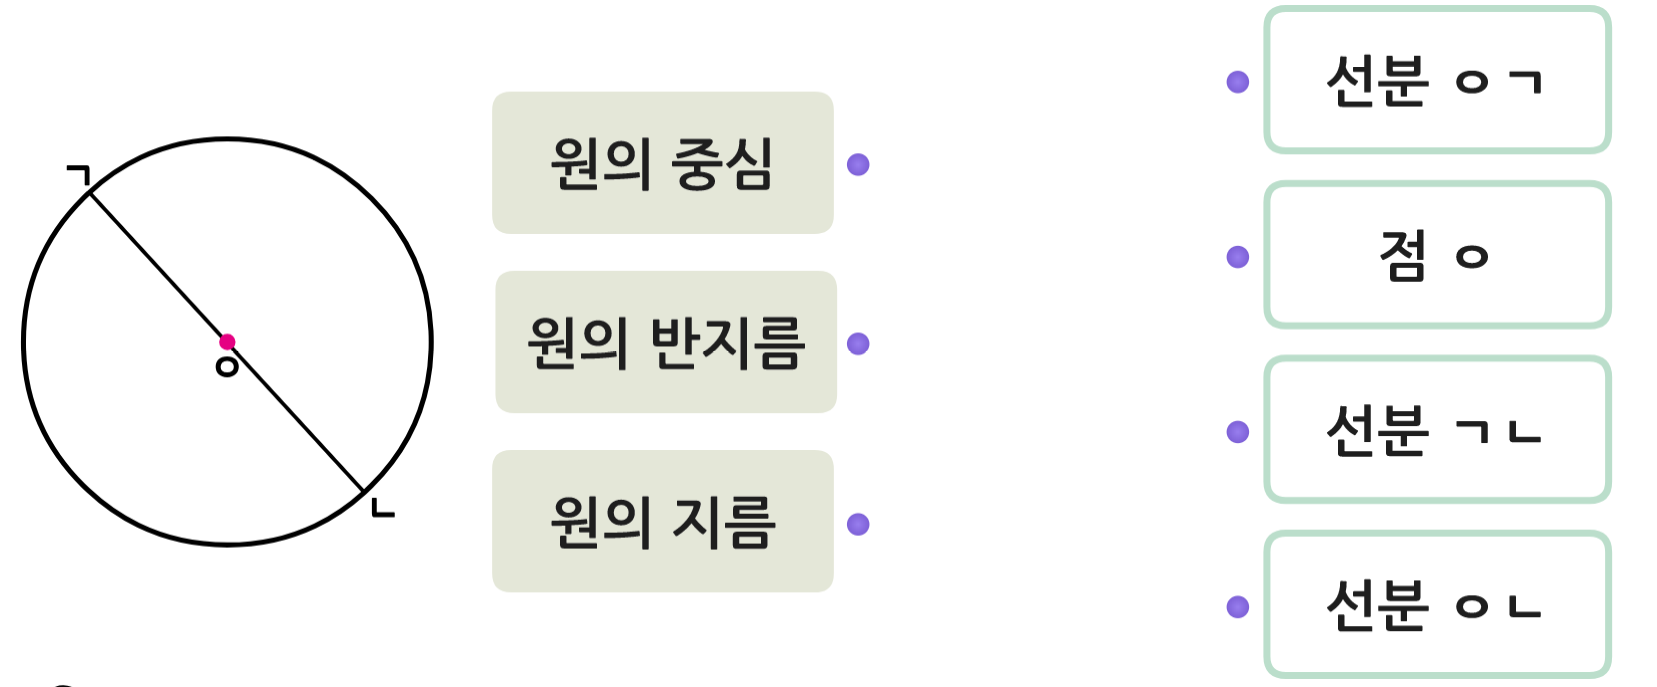 ㄱ
ㅇ
ㄴ
원의 중심
원의 반지름
원의 지름
선분 ㅇㄱ
점 ㅇ
선분 ㄱㄴ
선분 ㅇㄴ